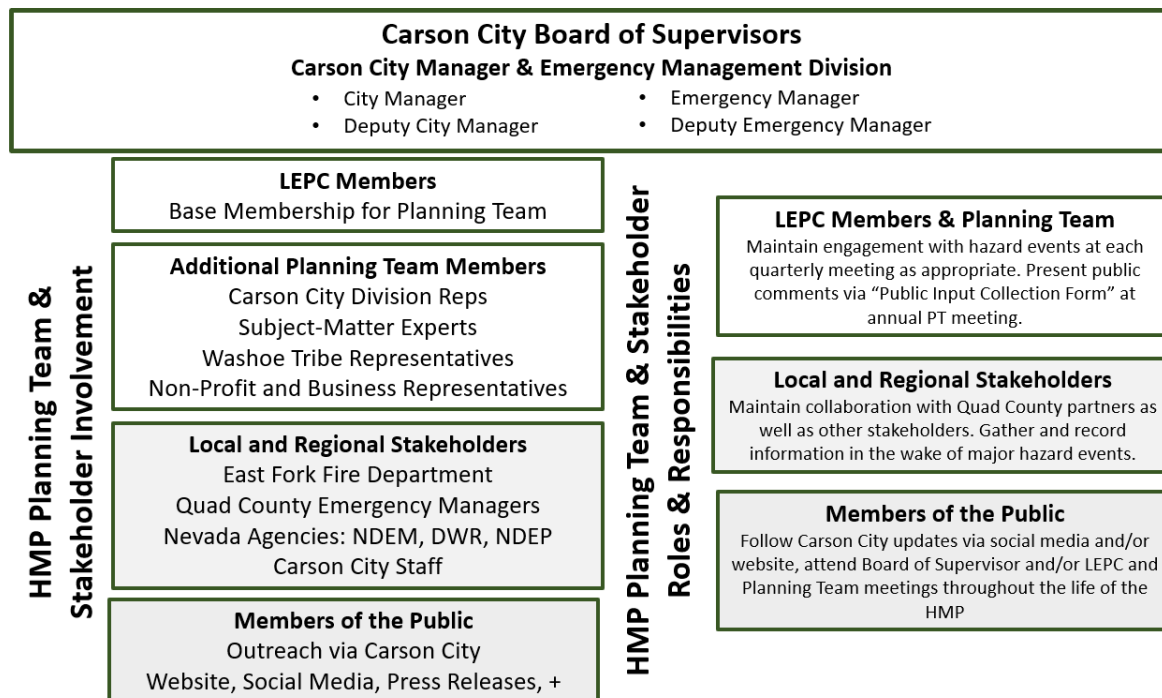 Carson City Board of Supervisors
Carson City Manager & Emergency Management Division
• City Manager
• Deputy City Manager
• Emergency Manager
• Deputy Emergency Manager
HMP Planning Team &
Stakeholder Involvement
LEPC Members
Base Membership for Planning Team
Additional Planning Team Members
Carson City Division Reps
Subject-Matter Experts
Washoe Tribe Representatives
Non-Profit and Business Representatives
Local and Regional Stakeholders
East Fork Fire Department
Quad County Emergency Managers
Nevada Agencies: NDEM, DWR, NDEP
Carson City Staff
Members of the Public
Outreach via Carson City
Website, Social Media, Press Releases, +
HMP Planning Team & Stakeholder
Roles & Responsibilities
LEPC Members & Planning Team
Maintain engagement with hazard events at each
quarterly meeting as appropriate. Present public
comments via “Public Input Collection Form” at
annual PT meeting.
Local and Regional Stakeholders
Maintain collaboration with Quad County partners as
well as other stakeholders. Gather and record
information in the wake of major hazard events.
Members of the Public
Follow Carson City updates via social media and/or
website, attend Board of Supervisor and/or LEPC and
Planning Team meetings throughout the life of the
HMP